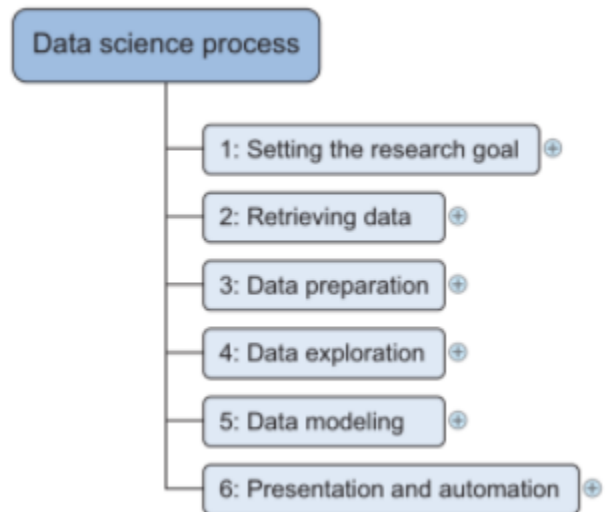 Data science process
1: Setting the research goal
2: Retrieving data
3: Data preparation
4: Data exploration
5: Data modeling
6: Presentation and automation